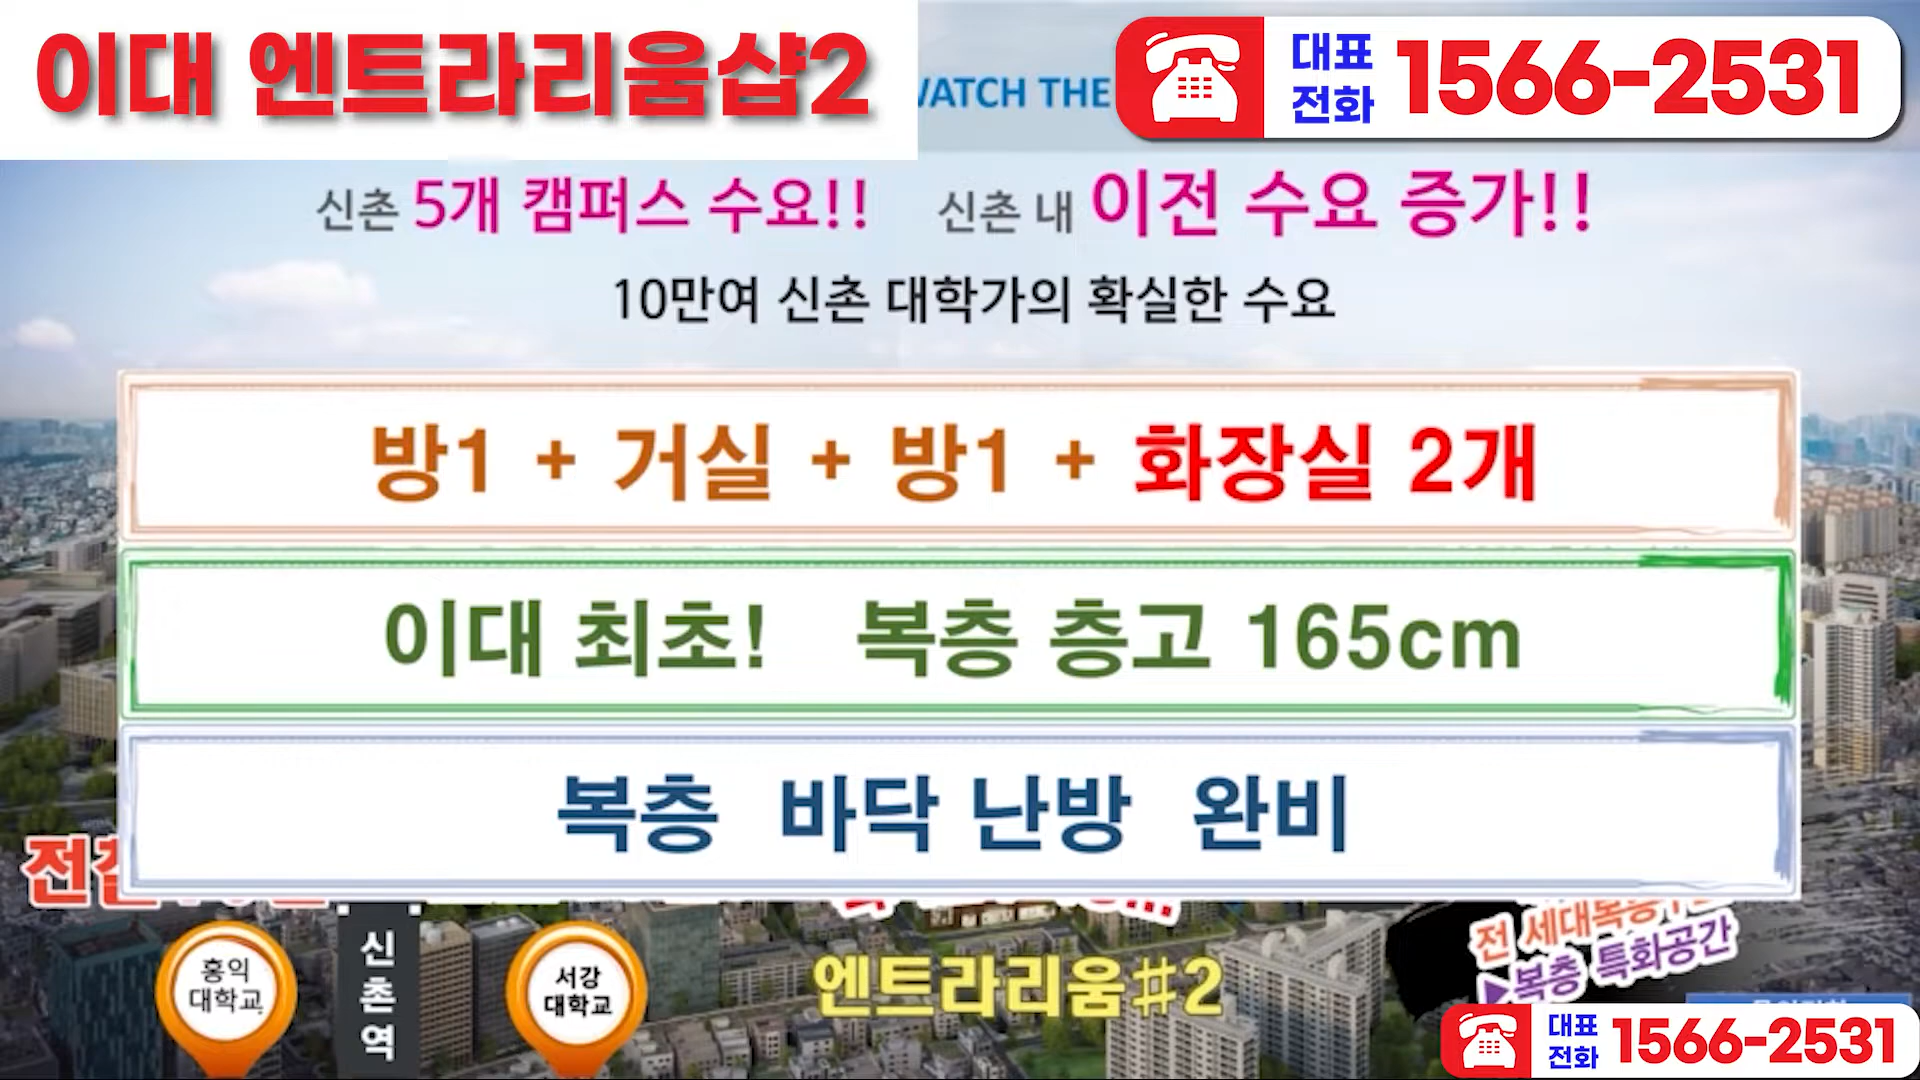 이대 엔트라리움샵2
WATCH THE
대표
전화 1566-2531
신촌 5개 캠퍼스 수요!! 신촌 내 이전 수요 증가!!
10만여 신촌 대학가의 확실한 수요
방1 + 거실 + 방1 + 화장실 2개
이대 최초! 복층 층고 165cm
복층 바닥 난방 완비
홍익
대학교
신촌역
서강
대학교
엔트라리움#2
전
▶복층 특화공간
대표
전화 1566-2531